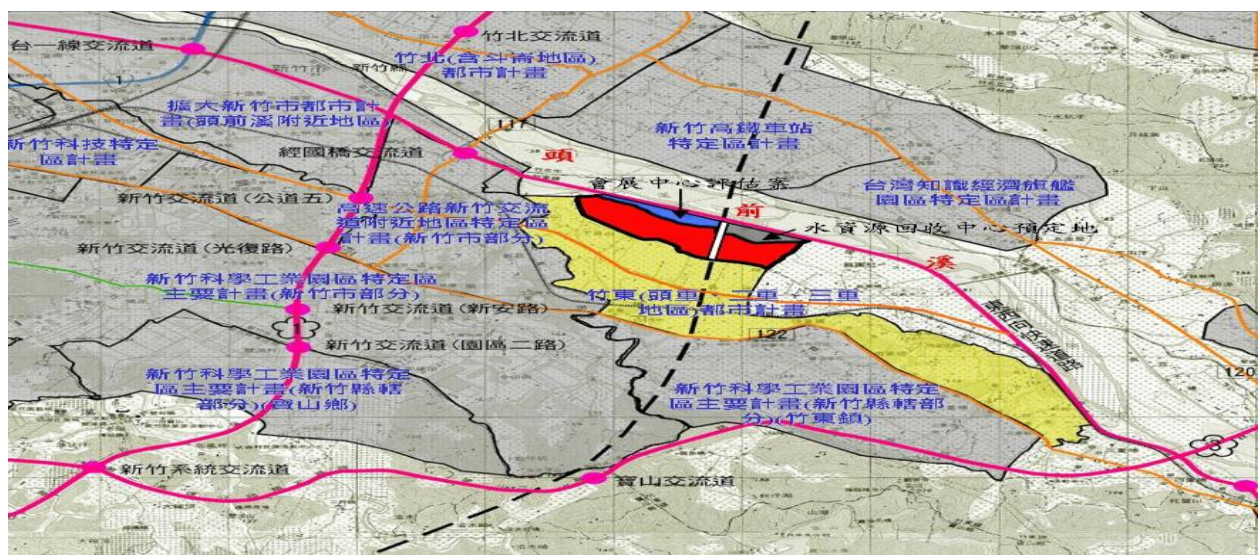 台一線交流道
竹北交流道
竹北(含斗崙地區)
都市計畫
1
新竹市
新竹縣
擴大新竹市都市計
畫(頭前溪附近地區)
117
新竹高鐵車站
特定區計畫
新竹科技特定
區計畫
經國橋交流道
頭
會展中心評估案
台灣知識經濟旗艦
園區特定區計畫
新竹交流道(公道五)
高速公路新竹交流
道附近地區特定區
計畫(新竹市部分)
前
水資源回收中心預定地
新竹交流道(光復路)
溪
新竹科學工業園區特定區
主要計畫(新竹市部分)
竹東(頭重、二重、三重
地區)都市計畫
新竹交流道(新安路)
1
122
新竹交流道(園區二路)
120
新竹科學工業園區特定
區主要計畫(新竹縣轄
部分)(寶山鄉)
新竹科學工業園區特定
區主要計畫(新竹縣轄部
分)(竹東鎮)
3
新竹系統交流道
寶山交流道